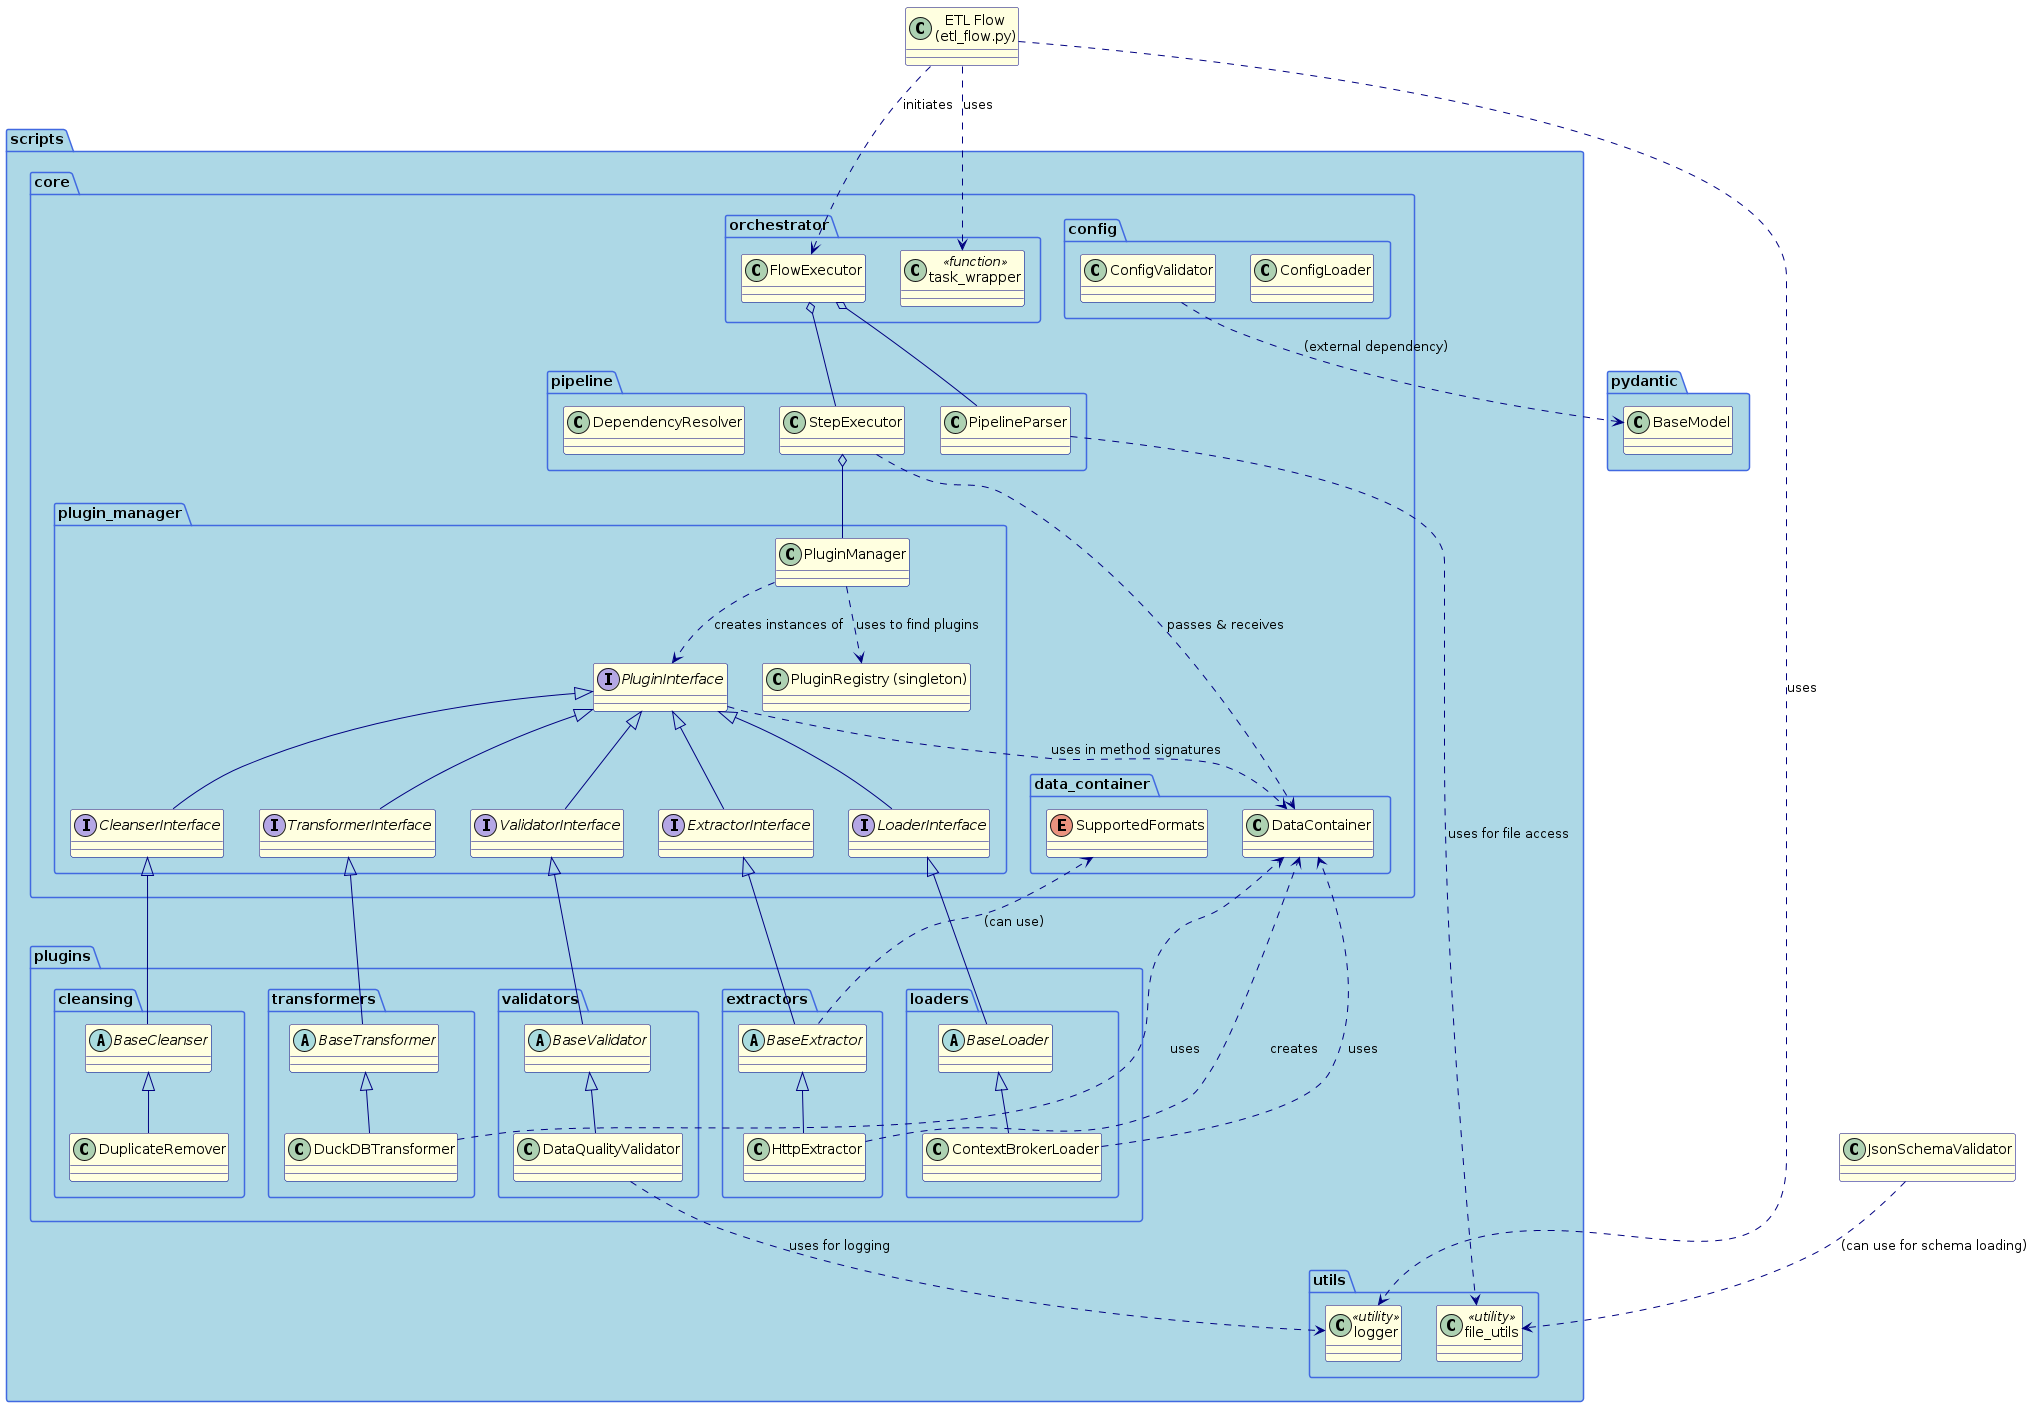 C ETL Flow
(etl_flow.py)
initiates
uses
scripts
core
orchestrator
C FlowExecutor
C «function»
task_wrapper
config
C ConfigValidator
C ConfigLoader
(external dependency)
pydantic
C BaseModel
pipeline
C DependencyResolver
C StepExecutor
C PipelineParser
plugin_manager
C PluginManager
creates instances of
uses to find plugins
passes & receives
I PluginInterface
C PluginRegistry (singleton)
uses
uses in method signatures
data_container
I CleanserInterface
I TransformerInterface
I ValidatorInterface
I ExtractorInterface
I LoaderInterface
E SupportedFormats
C DataContainer
uses for file access
(can use)
plugins
cleansing
transformers
validators
extractors
loaders
A BaseCleanser
A BaseTransformer
A BaseValidator
A BaseExtractor
A BaseLoader
uses
creates
uses
C DuplicateRemover
C DuckDBTransformer
C DataQualityValidator
C HttpExtractor
C ContextBrokerLoader
C JsonSchemaValidator
uses for logging
(can use for schema loading)
utils
C «utility»
logger
C «utility»
file_utils